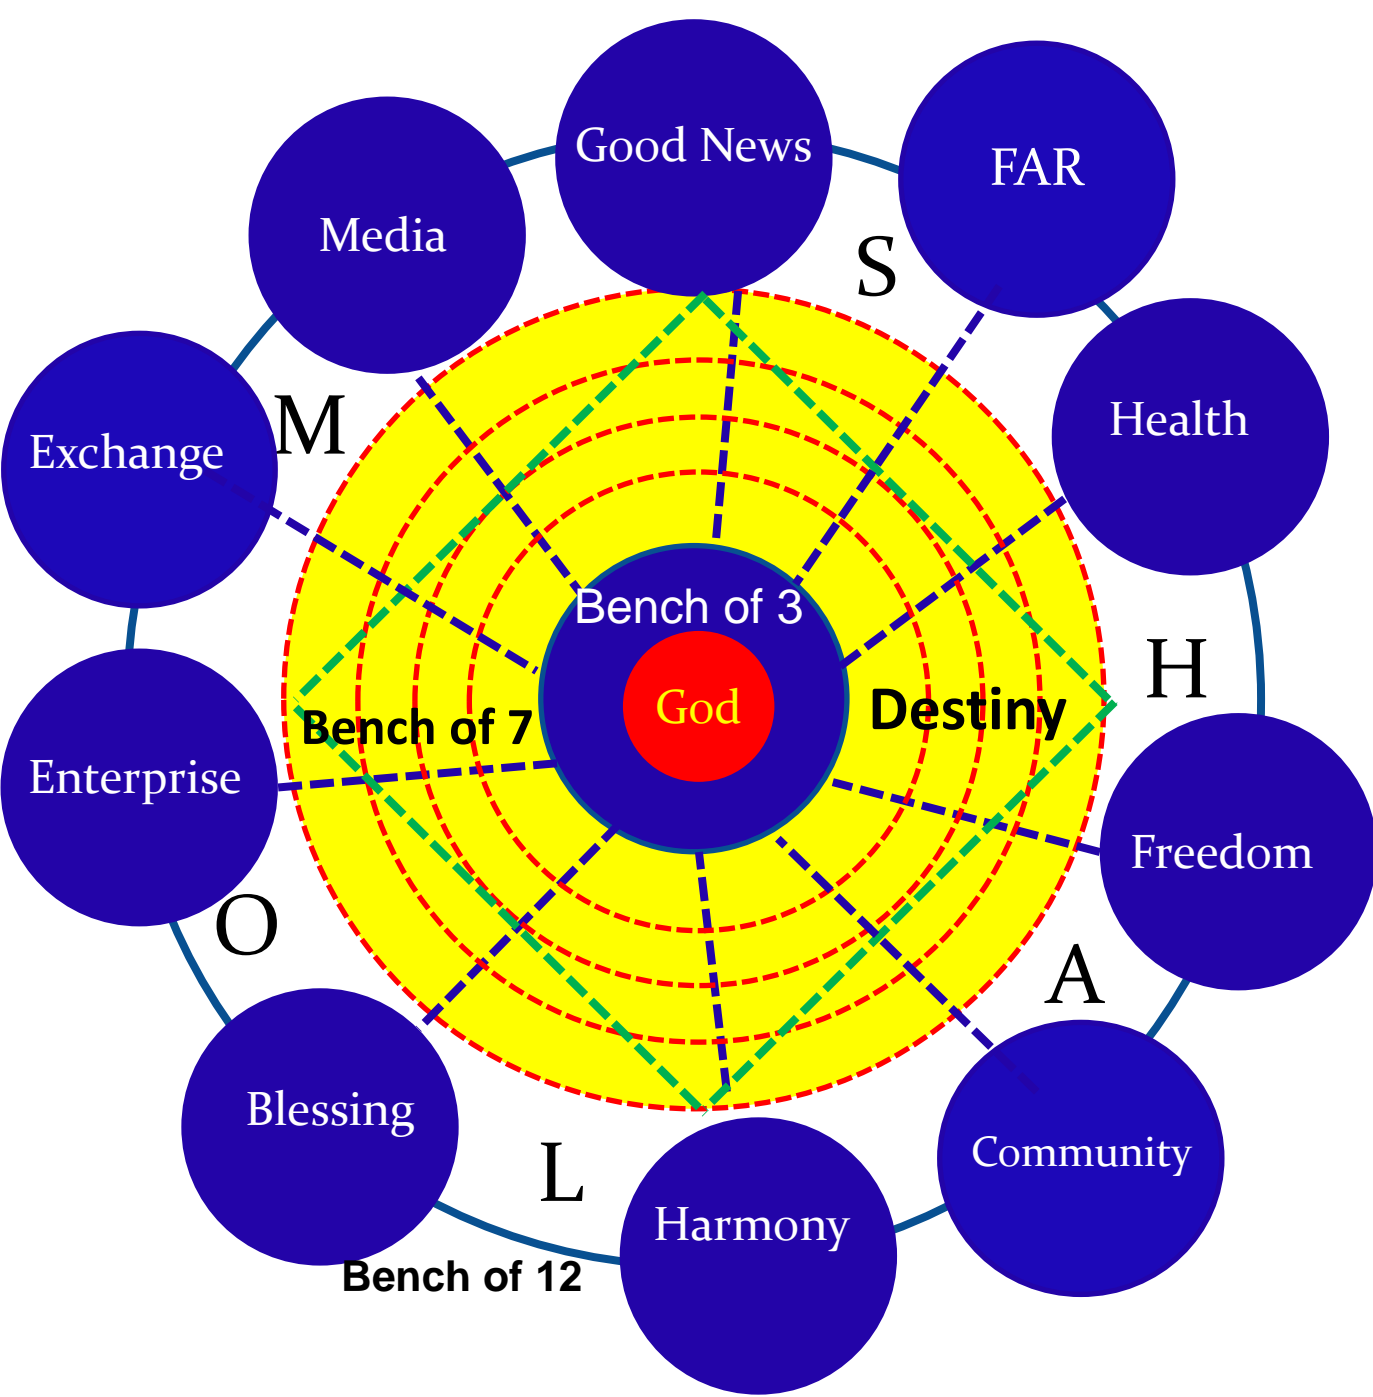 Good News
FAR
Media
S
Health
M
Exchange
Bench of 3
H
God
Destiny
Bench of 7
Enterprise
Freedom
O
A
Blessing
Community
L
Harmony
Bench of 12